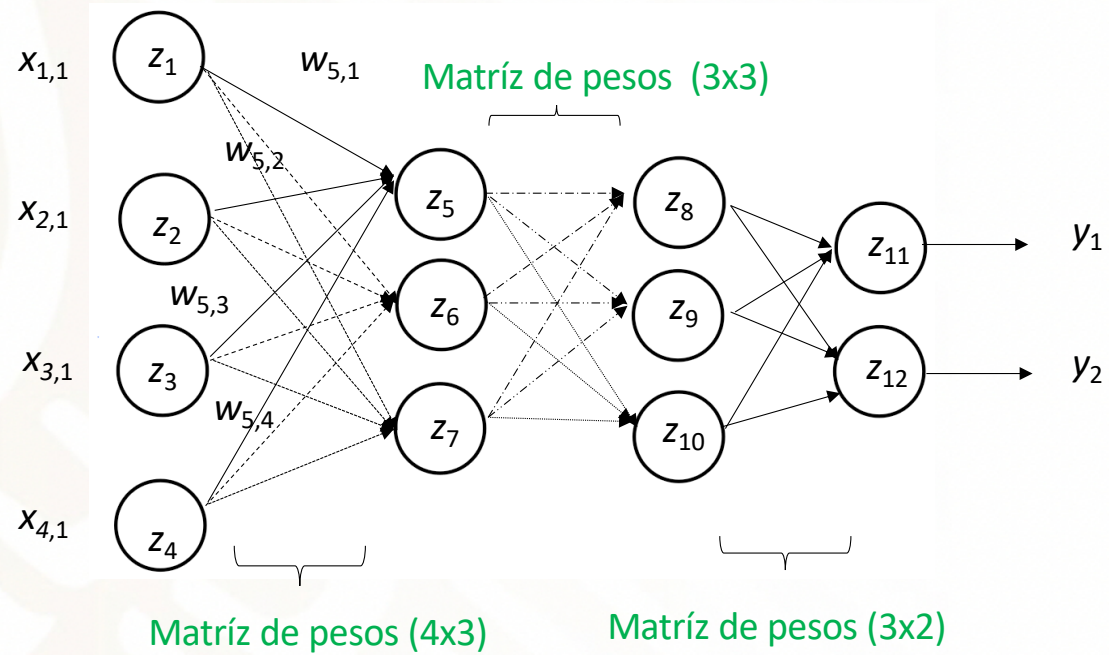 x1,1
z1
w5,1
Matríz de pesos (3x3)
w5,2
x2,1
z2
z5
z8
z11
y1
w5,3
z6
z9
x3,1
z3
z12
y2
w5,4
z7
z10
x4,1
z4
Matríz de pesos (4x3)
Matríz de pesos (3x2)